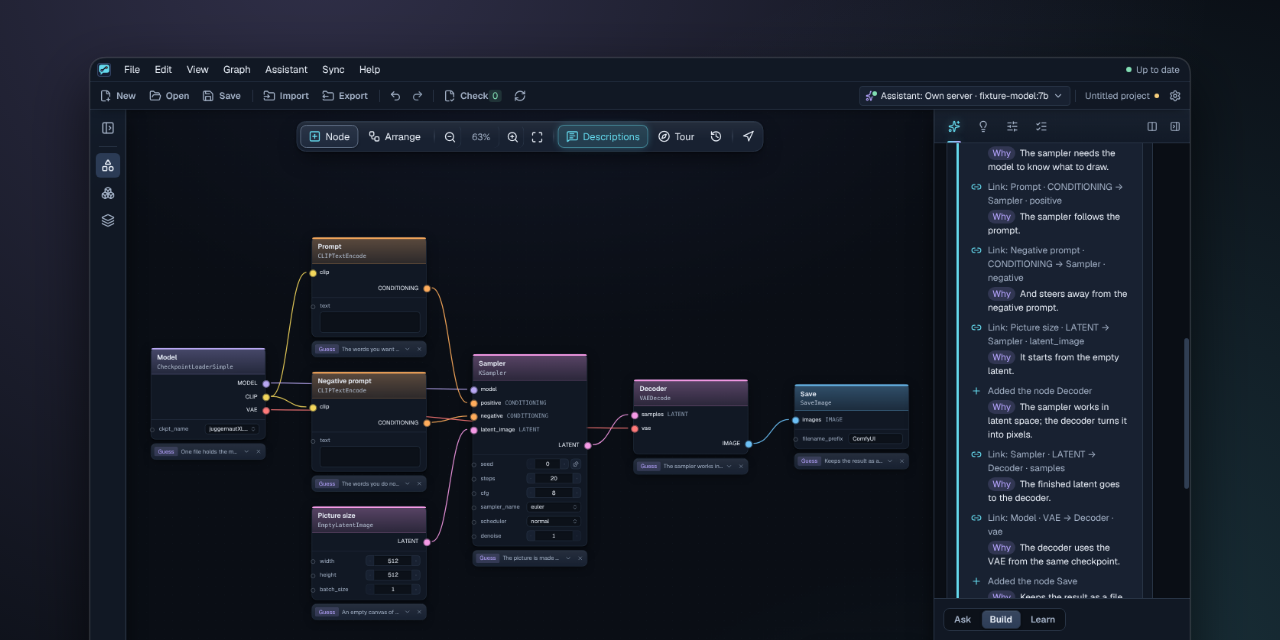 File Edit View Graph Assistant Sync Help
Up to date
New Open Save Import Export Check 0
Assistant: Own server · fixture-model:7b
Untitled project
Node Arrange 63% Descriptions Tour
Prompt
CLIPTextEncode
clip
CONDITIONING
text
Guess The words you want ...
Model
CheckpointLoaderSimple
MODEL
CLIP
VAE
ckpt_name juggernautXL...
Guess One file holds the m...
Negative prompt
CLIPTextEncode
clip
CONDITIONING
text
Guess The words you do no...
Picture size
EmptyLatentImage
LATENT
width 512
height 512
batch_size 1
Guess An empty canvas of ...
Sampler
KSampler
model
positive CONDITIONING
negative CONDITIONING
latent_image LATENT
LATENT
seed 0
steps 20
cfg 8
sampler_name euler
scheduler normal
denoise 1
Guess The picture is made ...
Decoder
VAEDecode
samples LATENT
vae
IMAGE
Guess The sampler works in...
Save
SaveImage
images IMAGE
filename_prefix ComfyUI
Guess Keeps the result as a...
Why The sampler needs the
model to know what to draw.
Link: Prompt · CONDITIONING →
Sampler · positive
Why The sampler follows the
prompt.
Link: Negative prompt ·
CONDITIONING → Sampler ·
negative
Why And steers away from the
negative prompt.
Link: Picture size · LATENT →
Sampler · latent_image
Why It starts from the empty
latent.
Added the node Decoder
Why The sampler works in
latent space; the decoder turns it
into pixels.
Link: Sampler · LATENT →
Decoder · samples
Why The finished latent goes
to the decoder.
Link: Model · VAE → Decoder ·
vae
Why The decoder uses the
VAE from the same checkpoint.
Added the node Save
Why Keeps the result as a file
Ask Build Learn